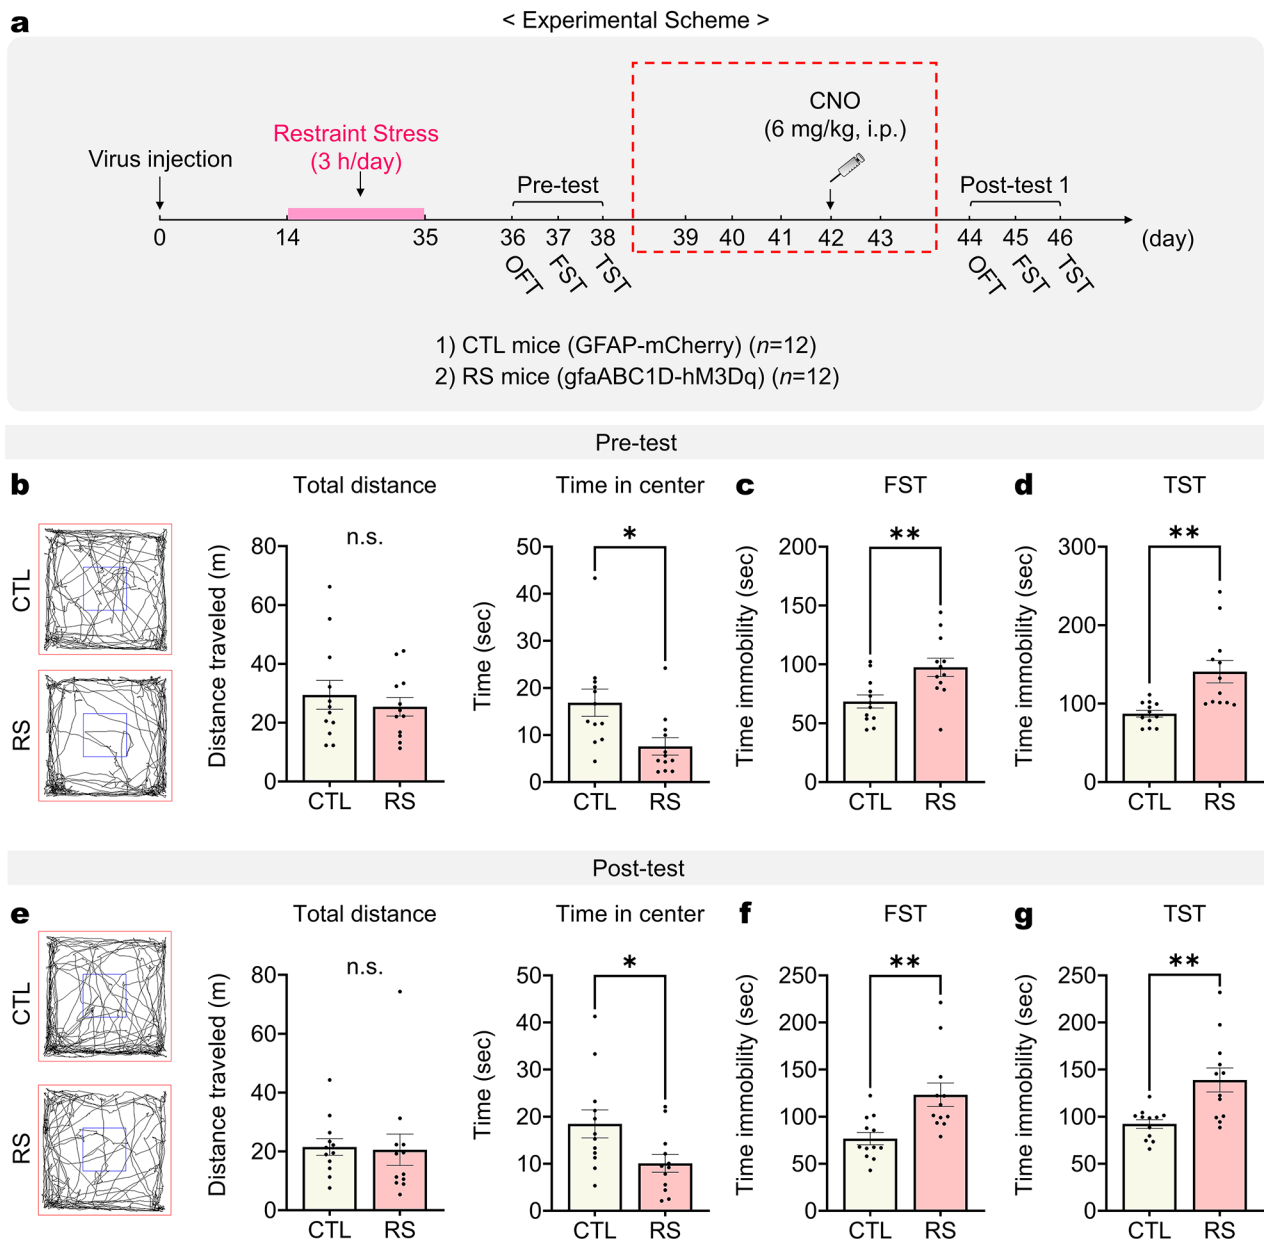 a
< Experimental Scheme >
CNO
(6 mg/kg, i.p.)
Restraint Stress
(3 h/day)
Virus injection
Pre-test
Post-test 1
0 14 35 36 37 38 39 40 41 42 43 44 45 46 (day)
OFT FST TST OFT FST TST
1) CTL mice (GFAP-mCherry) (n=12)
2) RS mice (gfaABC1D-hM3Dq) (n=12)
Pre-test
b
CTL
RS
Total distance
n.s.
Distance traveled (m)
80
60
40
20
0
CTL RS
Time in center
*
Time (sec)
50
40
30
20
10
0
CTL RS
c
FST
**
Time immobility (sec)
200
150
100
50
0
CTL RS
d
TST
**
Time immobility (sec)
300
200
100
0
CTL RS
Post-test
e
CTL
RS
Total distance
n.s.
Distance traveled (m)
80
60
40
20
0
CTL RS
Time in center
*
Time (sec)
50
40
30
20
10
0
CTL RS
f
FST
**
Time immobility (sec)
250
200
150
100
50
0
CTL RS
g
TST
**
Time immobility (sec)
250
200
150
100
50
0
CTL RS